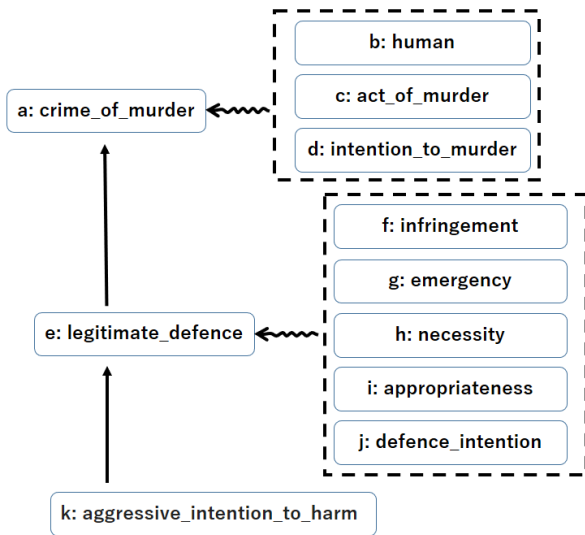 b: human
a: crime_of_murder
c: act_of_murder
d: intention_to_murder
f: infringement
g: emergency
e: legitimate_defence
h: necessity
i: appropriateness
j: defence_intention
k: aggressive_intention_to_harm